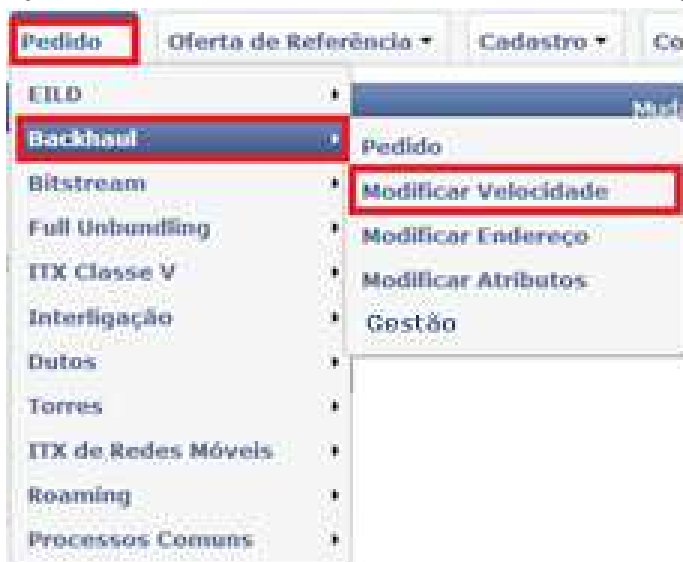 Pedido Oferta de Referência Cadastro Co
EILD
Backhaul
Bitstream
Full Unbundling
ITX Classe V
Interligação
Dutos
Torres
ITX de Redes Móveis
Roaming
Processos Comuns
Pedido
Modificar Velocidade
Modificar Endereço
Modificar Atributos
Gestão